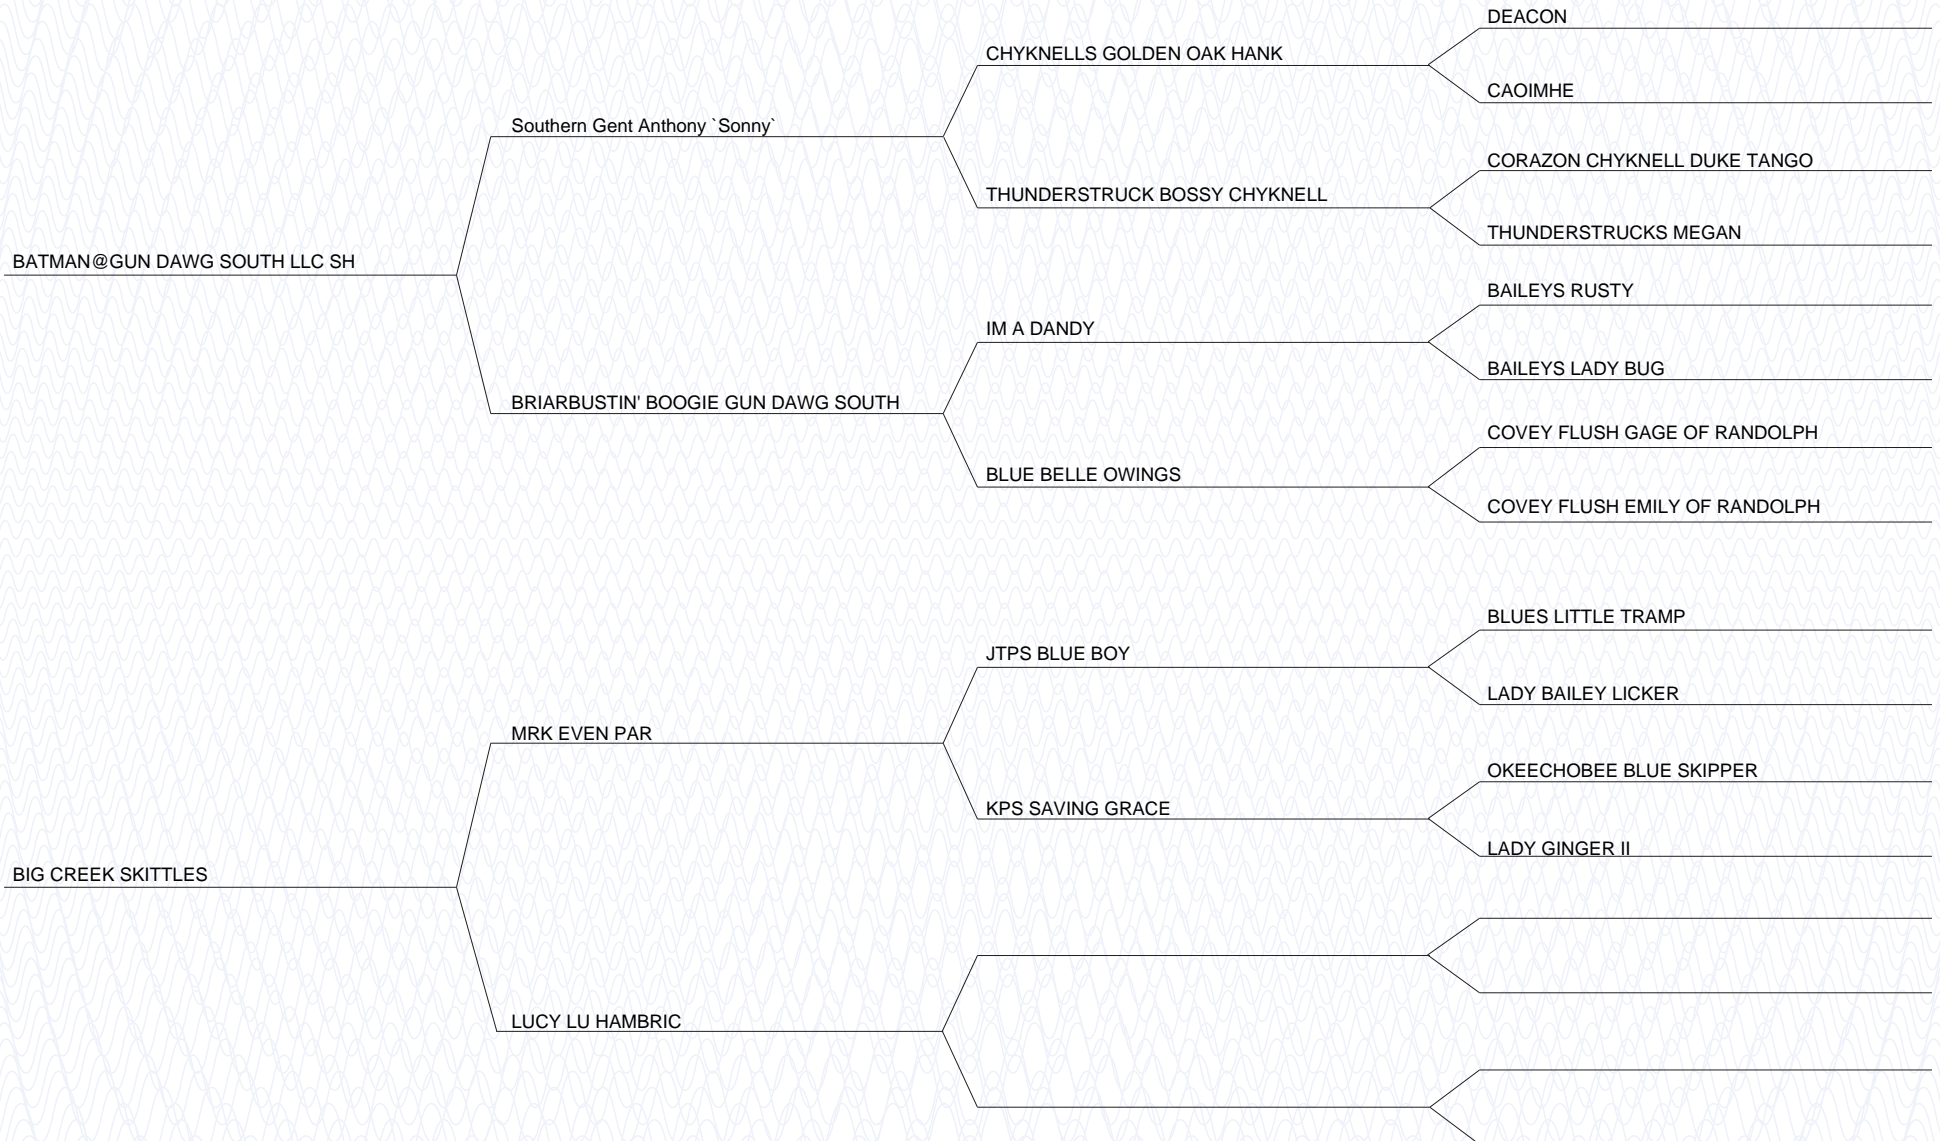 DEACON
CHYKNELLS GOLDEN OAK HANK
CAOIMHE
Southern Gent Anthony `Sonny`
CORAZON CHYKNELL DUKE TANGO
THUNDERSTRUCK BOSSY CHYKNELL
THUNDERSTRUCKS MEGAN
BATMAN@GUN DAWG SOUTH LLC SH
BAILEYS RUSTY
IM A DANDY
BAILEYS LADY BUG
BRIARBUSTIN' BOOGIE GUN DAWG SOUTH
COVEY FLUSH GAGE OF RANDOLPH
BLUE BELLE OWINGS
COVEY FLUSH EMILY OF RANDOLPH
BLUES LITTLE TRAMP
JTPS BLUE BOY
LADY BAILEY LICKER
MRK EVEN PAR
OKEECHOBEE BLUE SKIPPER
KPS SAVING GRACE
LADY GINGER II
BIG CREEK SKITTLES
LUCY LU HAMBRIC